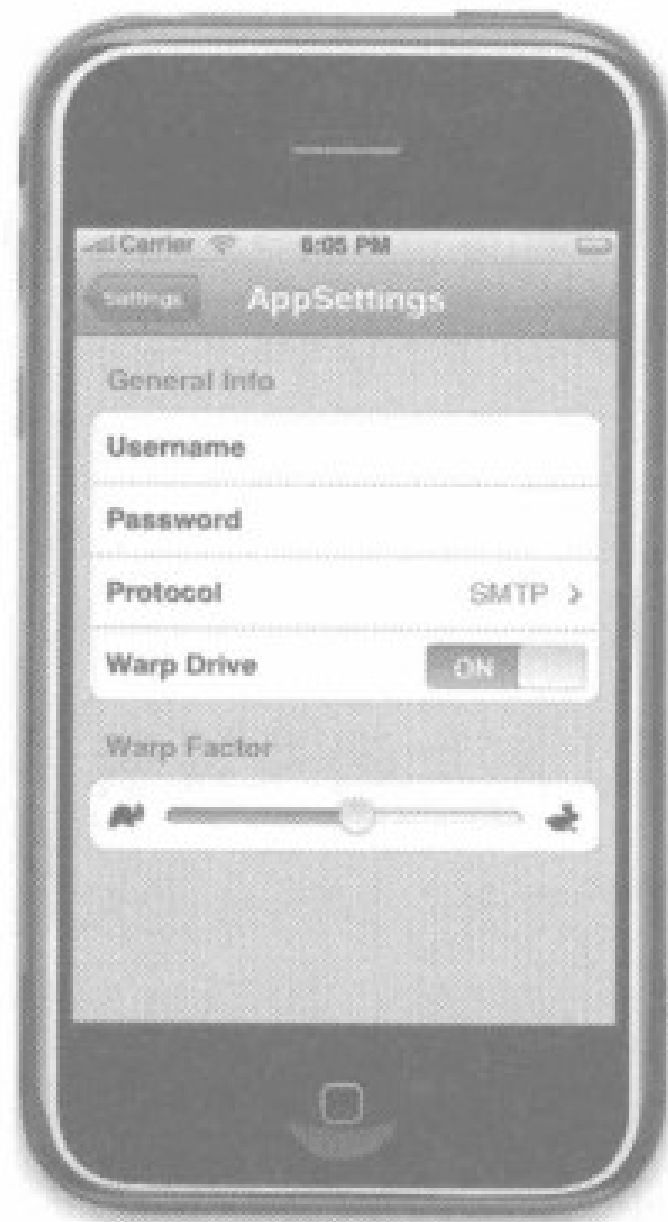 Carrier 6:05 PM
Settings AppSettings
General Info
Username
Password
Protocol SMTP >
Warp Drive ON
Warp Factor